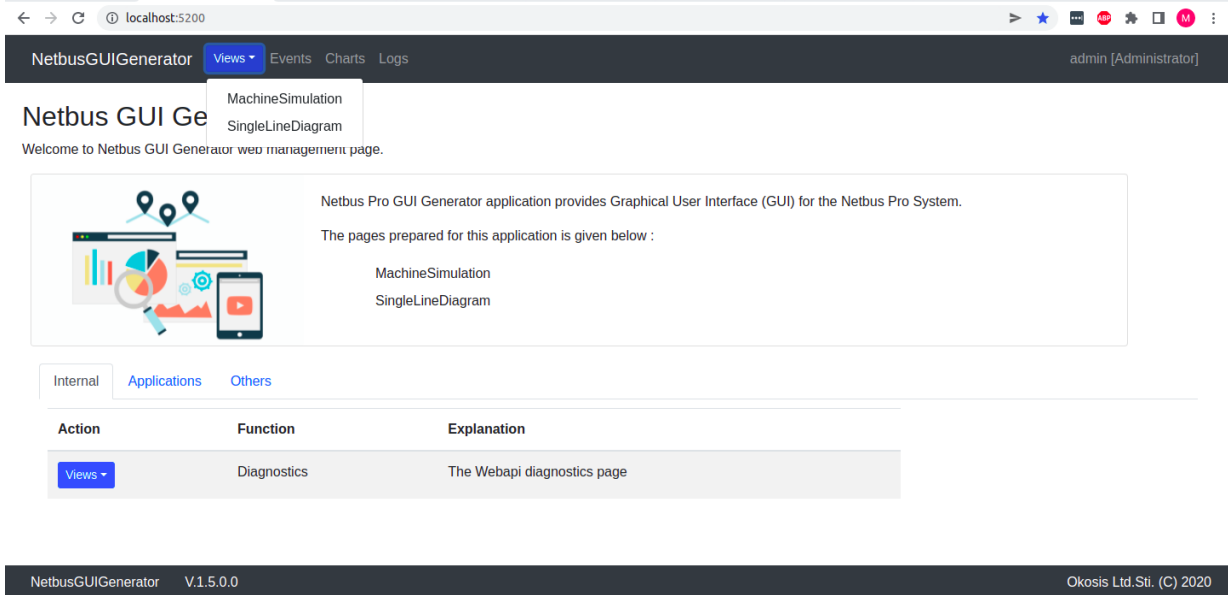 localhost:5200
ABP
M
NetbusGUIGenerator Views Events Charts Logs admin [Administrator]
MachineSimulation
SingleLineDiagram
Netbus GUI Ge
Welcome to Netbus GUI Generator web management page.
Netbus Pro GUI Generator application provides Graphical User Interface (GUI) for the Netbus Pro System.
The pages prepared for this application is given below :
MachineSimulation
SingleLineDiagram
Internal Applications Others
Action Function Explanation
Views Diagnostics The Webapi diagnostics page
NetbusGUIGenerator V.1.5.0.0 Okosis Ltd.Sti. (C) 2020